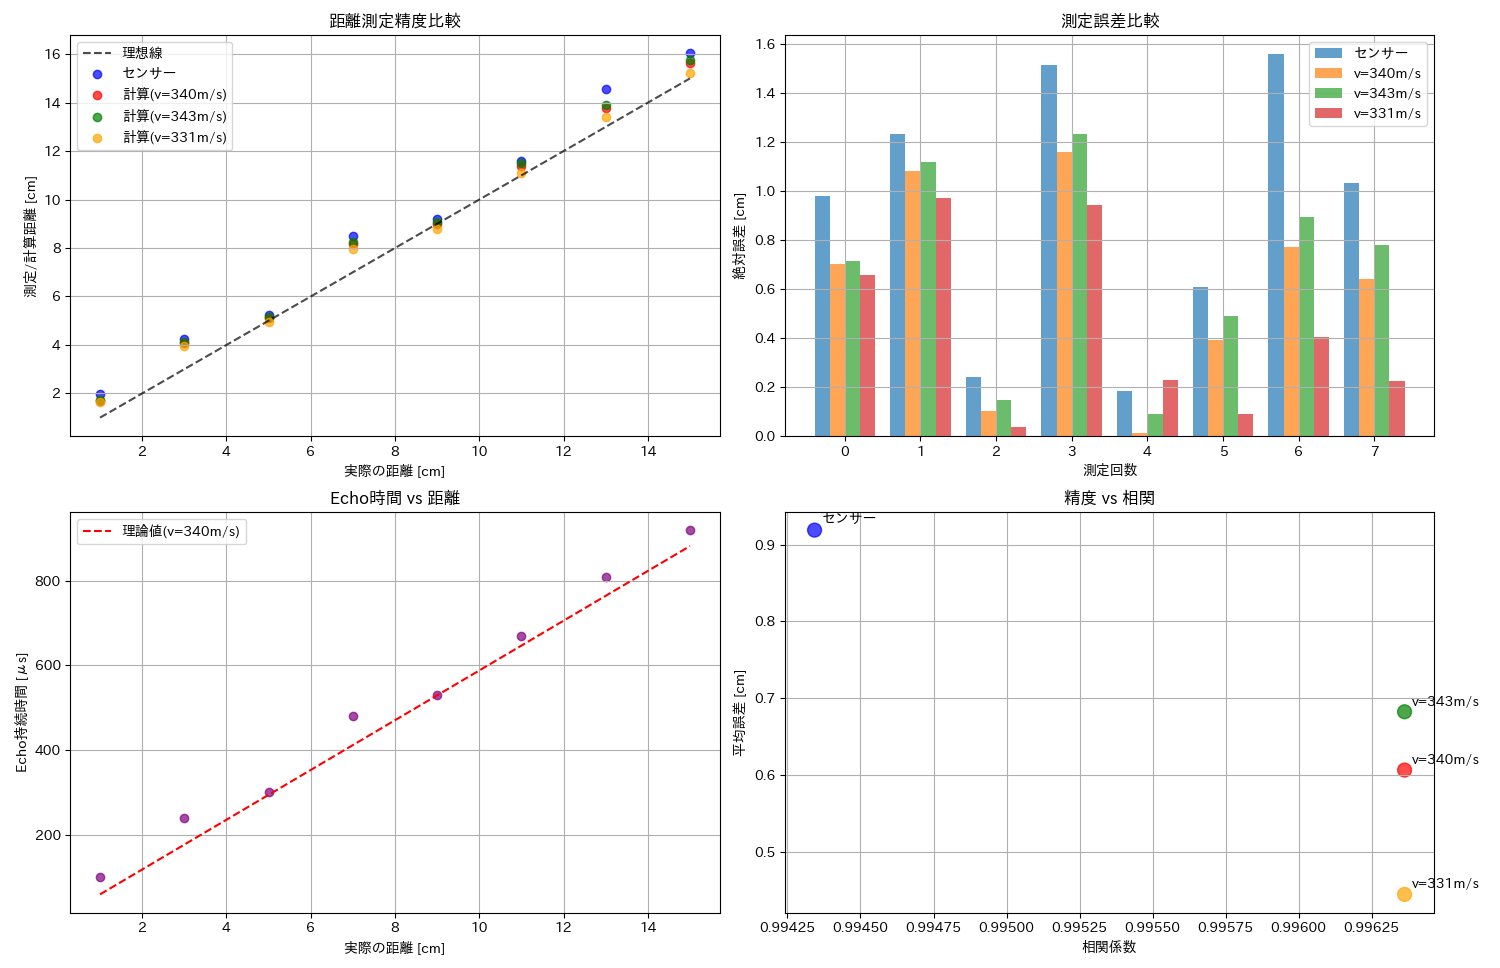 距離測定精度比較
測定/計算距離 [cm]
16
14
12
10
8
6
4
2
理想線
センサー
計算(v=340m/s)
計算(v=343m/s)
計算(v=331m/s)
2 4 6 8 10 12 14
実際の距離 [cm]
測定誤差比較
絶対誤差 [cm]
1.6
1.4
1.2
1.0
0.8
0.6
0.4
0.2
0.0
センサー
v=340m/s
v=343m/s
v=331m/s
0 1 2 3 4 5 6 7
測定回数
Echo時間 vs 距離
Echo持続時間 [μs]
800
600
400
200
理論値(v=340m/s)
2 4 6 8 10 12 14
実際の距離 [cm]
精度 vs 相関
平均誤差 [cm]
0.9
0.8
0.7
0.6
0.5
センサー
v=343m/s
v=340m/s
v=331m/s
0.99425 0.99450 0.99475 0.99500 0.99525 0.99550 0.99575 0.99600 0.99625
相関係数